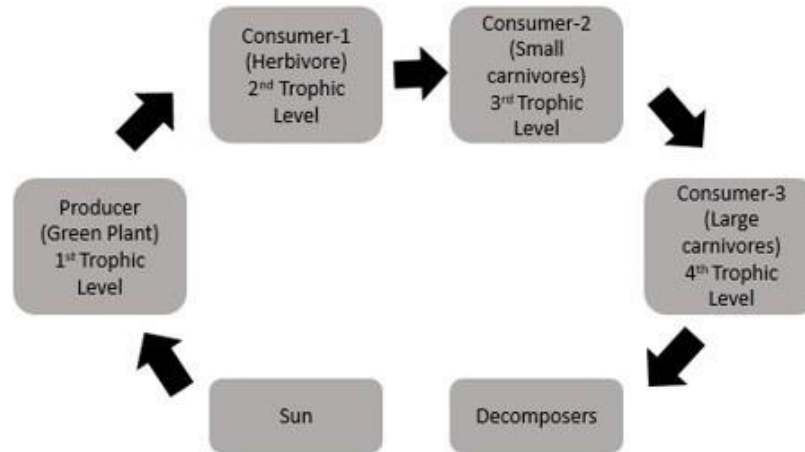 Consumer-1
(Herbivore)
2nd Trophic
Level
Consumer-2
(Small
carnivores)
3rd Trophic
Level
Producer
(Green Plant)
1st Trophic
Level
Consumer-3
(Large
carnivores)
4th Trophic
Level
Sun
Decomposers